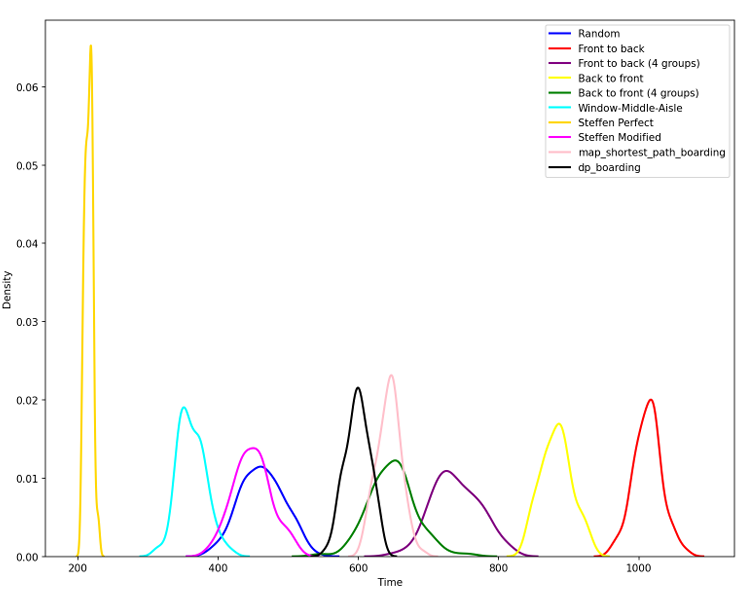 Random
Front to back
Front to back (4 groups)
Back to front
Back to front (4 groups)
Window-Middle-Aisle
Steffen Perfect
Steffen Modified
map_shortest_path_boarding
dp_boarding
0.06
0.05
0.04
0.03
0.02
0.01
0.00
Density
200 400 600 800 1000
Time